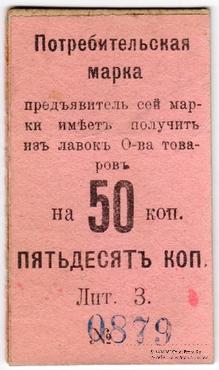 Потребительская
марка
предъявитель сей мар-
ки имѣетъ получить
изъ лавокъ О-ва това-
ровъ
на 50 коп.
ПЯТЬДЕСЯТЪ КОП.
Лит. З.
№ 0879